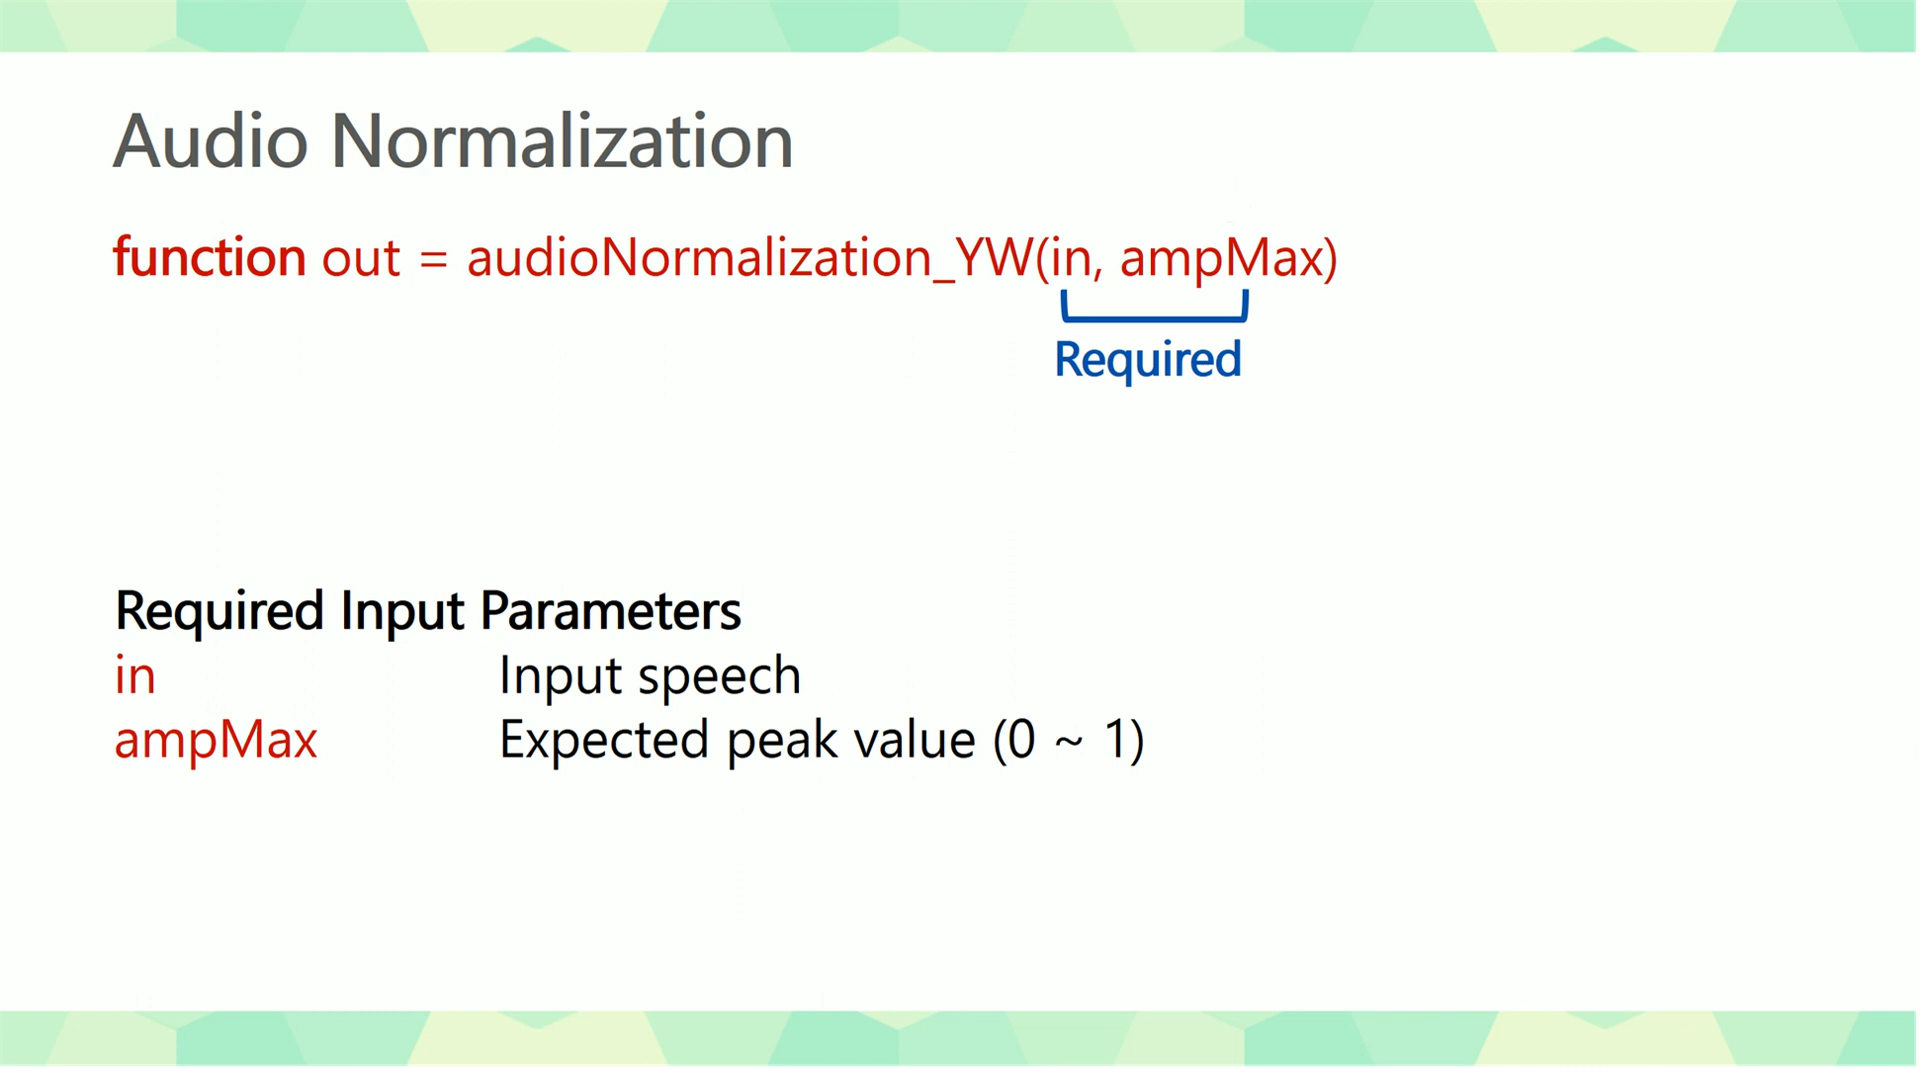 Audio Normalization
function out = audioNormalization_YW(in, ampMax)
Required
Required Input Parameters
in Input speech
ampMax Expected peak value (0 ~ 1)